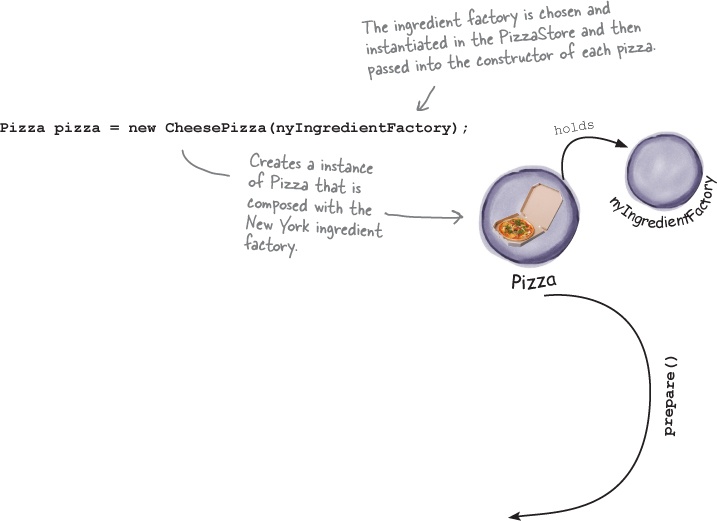 The ingredient factory is chosen and
instantiated in the PizzaStore and then
passed into the constructor of each pizza.
Pizza pizza = new CheesePizza(nyIngredientFactory);
holds
Creates a instance
of Pizza that is
composed with the
New York ingredient
factory.
nyIngredientFactory
Pizza
prepare()